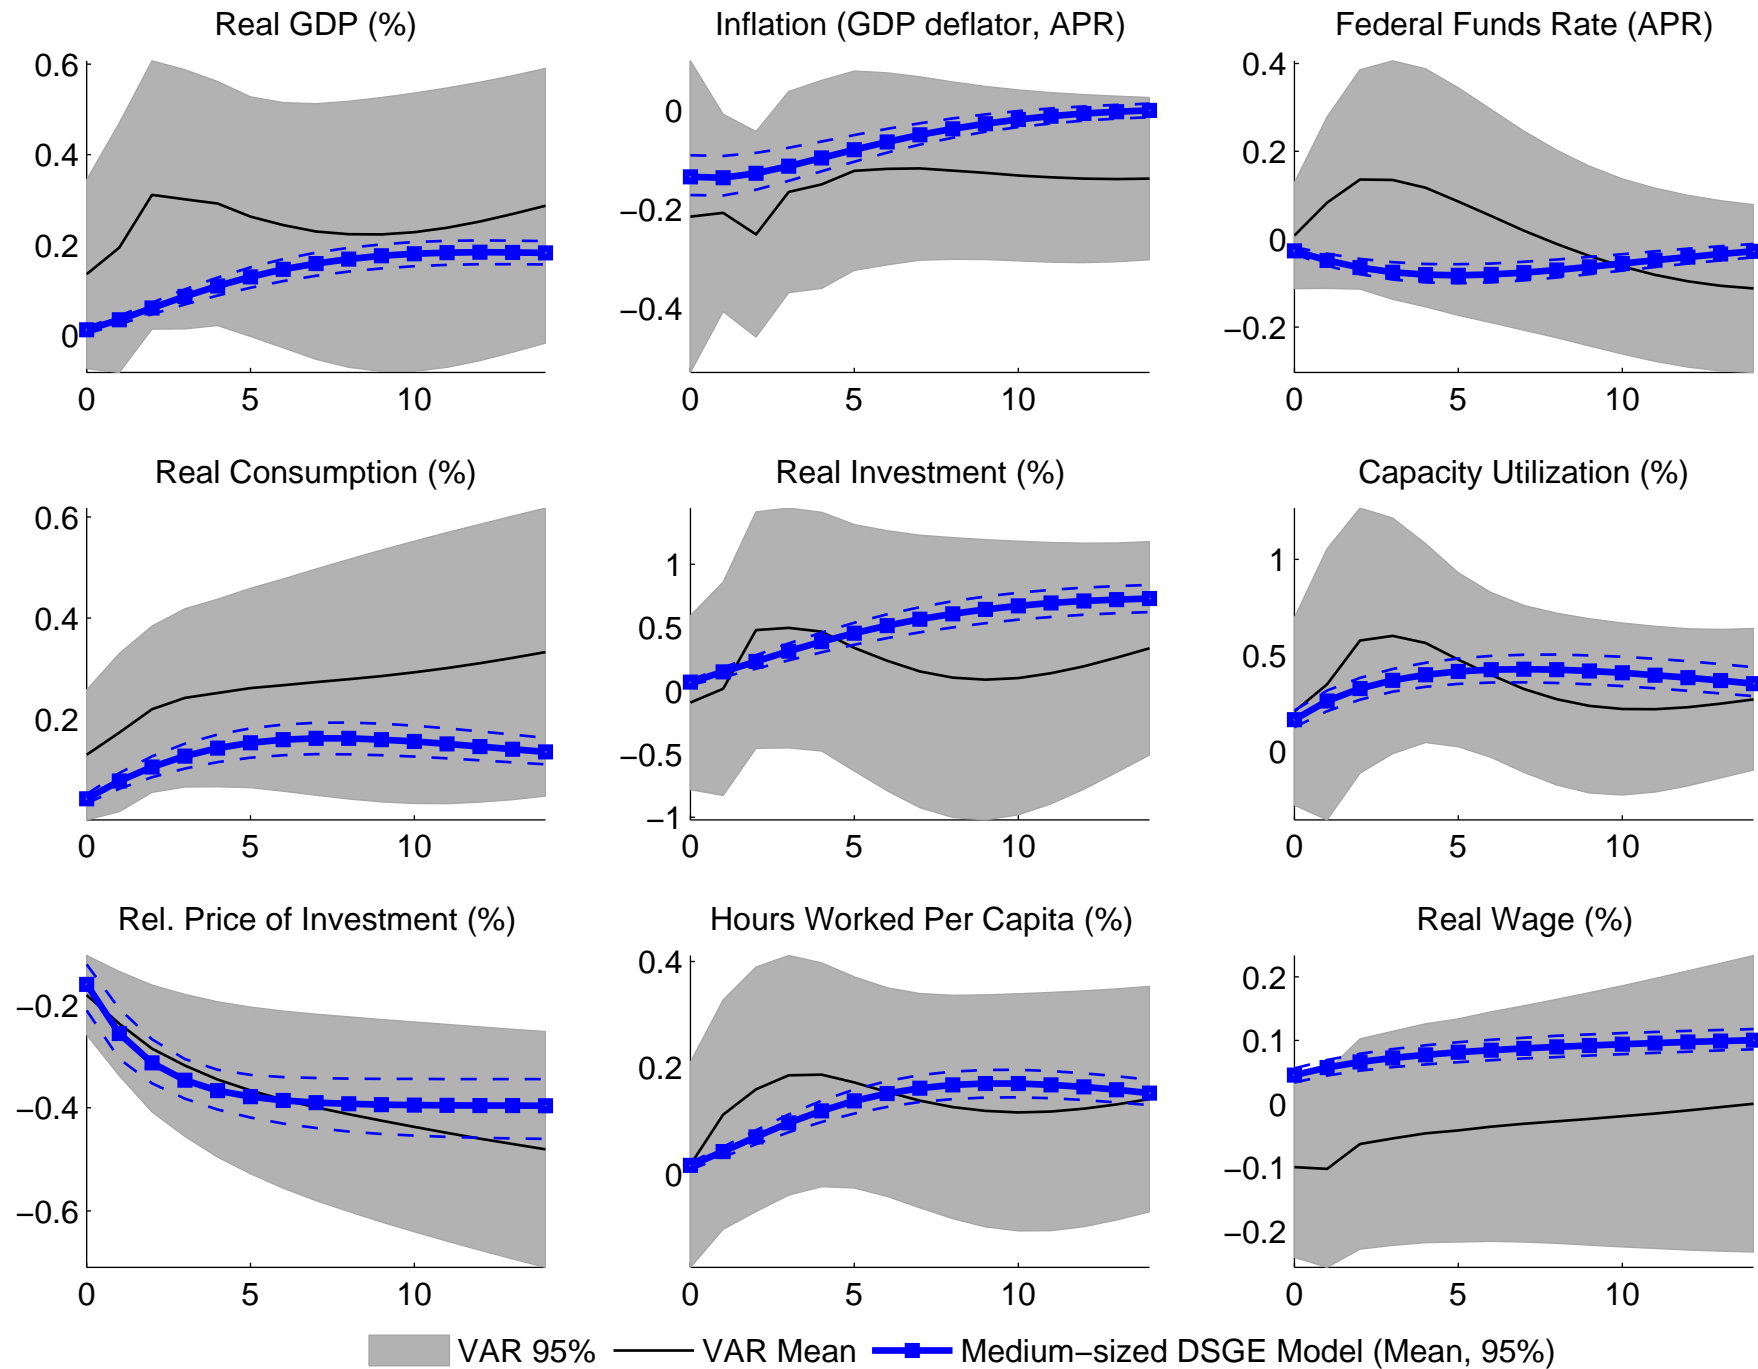 Real GDP (%)
0.6
0.4
0.2
0
0 5 10
Inflation (GDP deflator, APR)
0
−0.2
−0.4
0 5 10
Federal Funds Rate (APR)
0.4
0.2
0
−0.2
0 5 10
Real Consumption (%)
0.6
0.4
0.2
0 5 10
Real Investment (%)
1
0.5
0
−0.5
−1
0 5 10
Capacity Utilization (%)
1
0.5
0
0 5 10
Rel. Price of Investment (%)
−0.2
−0.4
−0.6
0 5 10
Hours Worked Per Capita (%)
0.4
0.2
0
0 5 10
Real Wage (%)
0.2
0.1
0
−0.1
−0.2
0 5 10
VAR 95% VAR Mean Medium−sized DSGE Model (Mean, 95%)